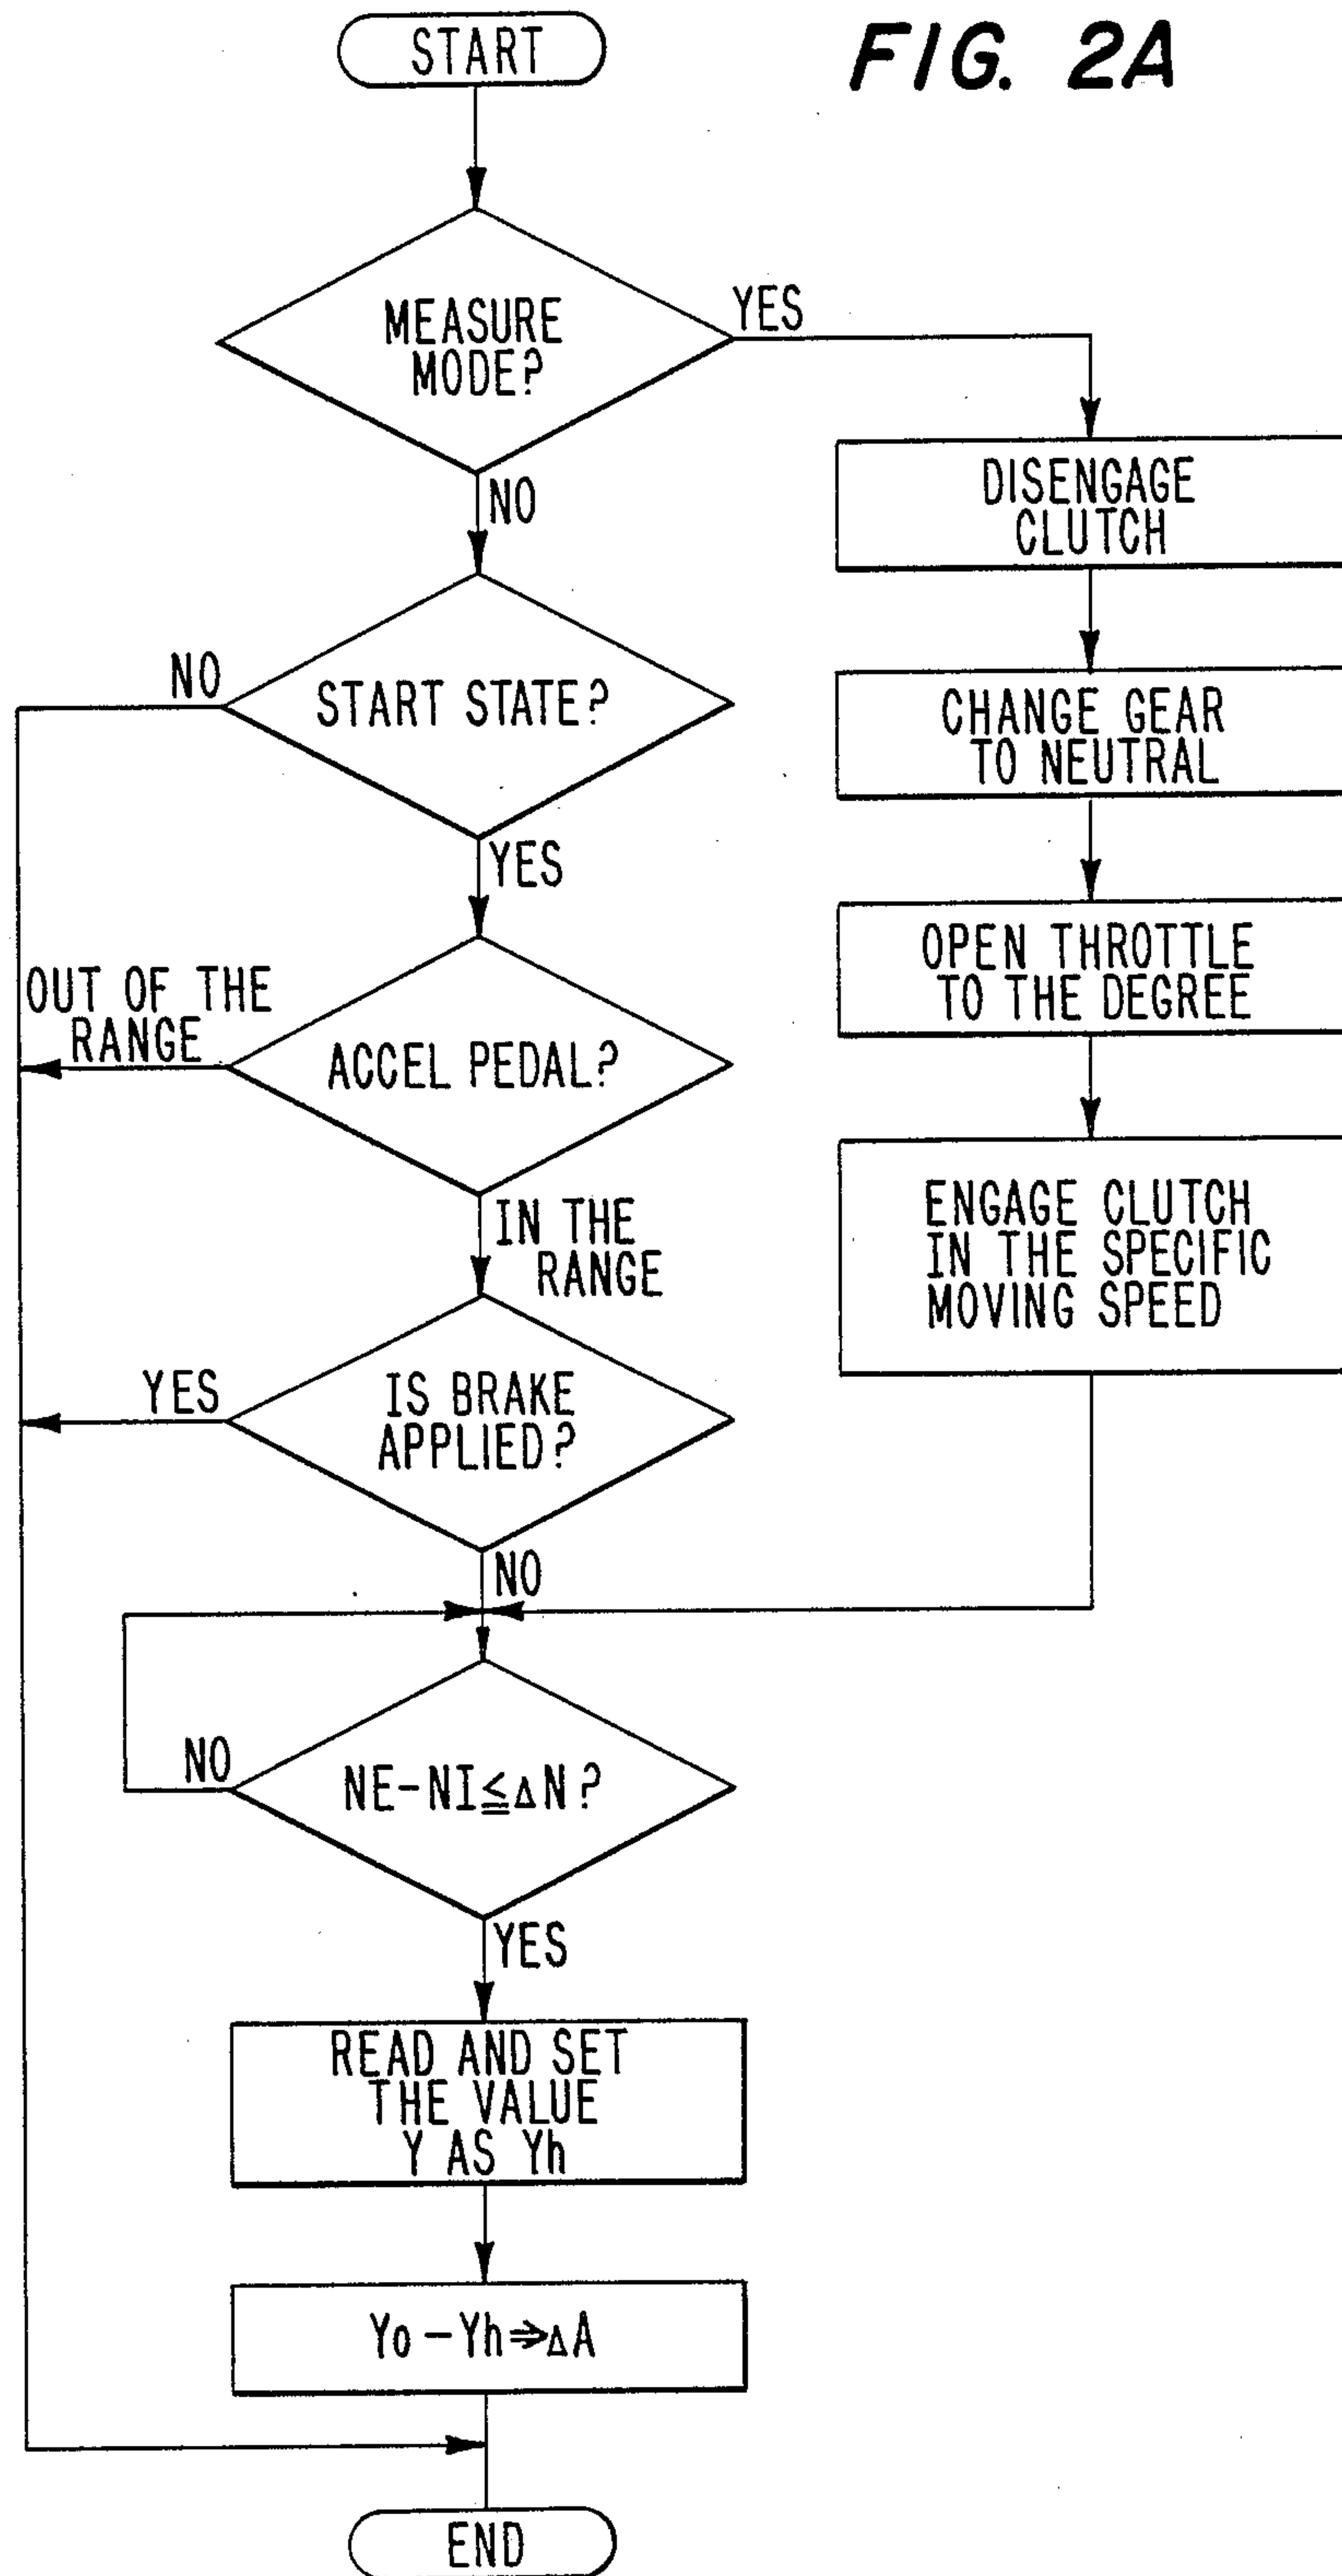 FIG. 2A
START
MEASURE
MODE?
YES
NO
DISENGAGE
CLUTCH
CHANGE GEAR
TO NEUTRAL
OPEN THROTTLE
TO THE DEGREE
ENGAGE CLUTCH
IN THE SPECIFIC
MOVING SPEED
START STATE?
NO
YES
ACCEL PEDAL?
OUT OF THE
RANGE
IN THE
RANGE
IS BRAKE
APPLIED?
YES
NO
NE-NI≦ΔN?
NO
YES
READ AND SET
THE VALUE
Y AS Yh
Yo-Yh⇒ΔA
END